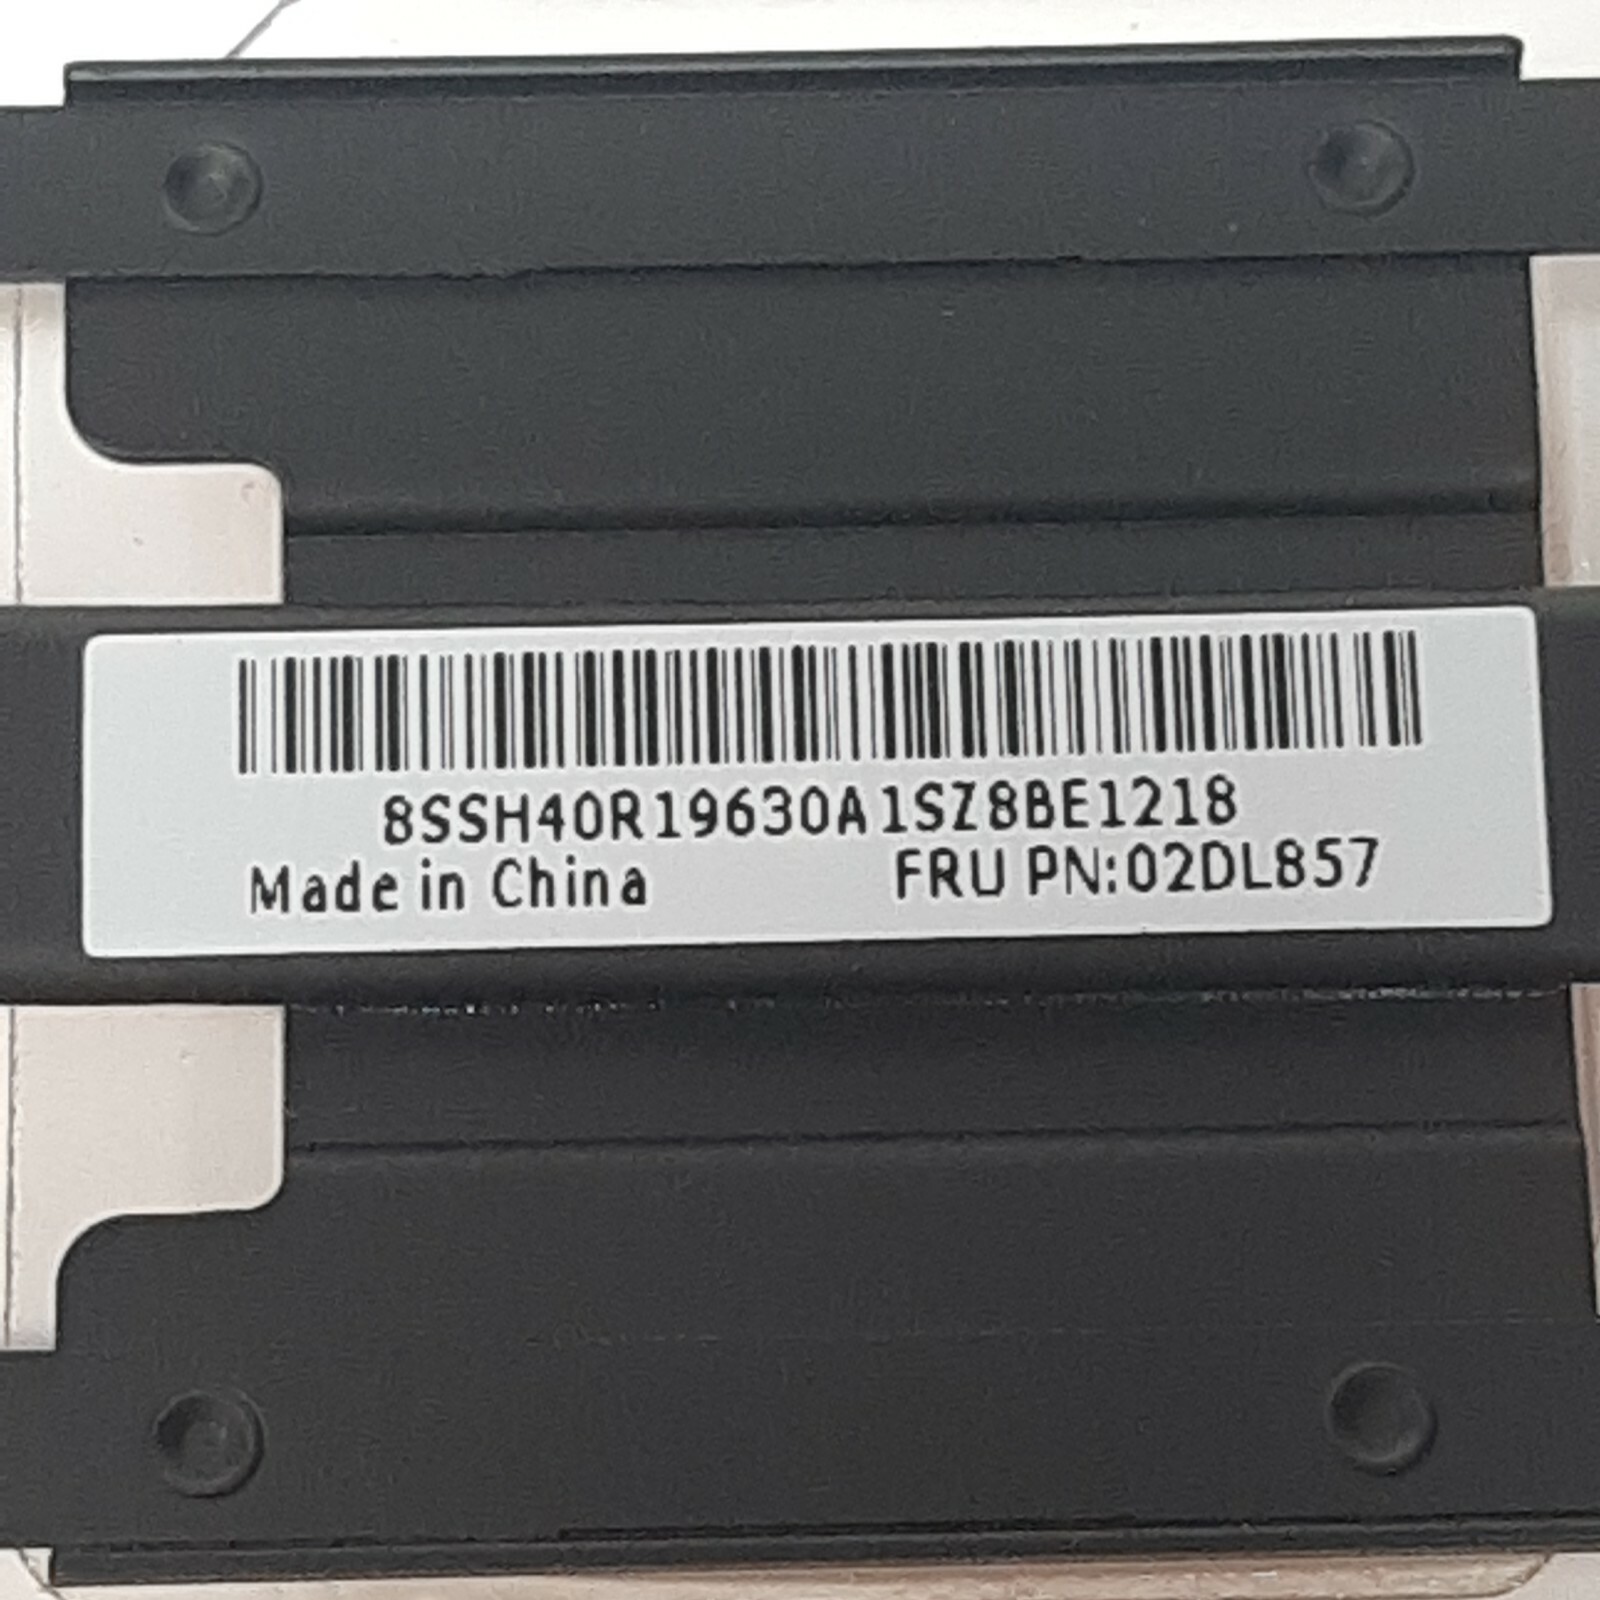 8SSH40R19630A1SZ8BE1218
Made in China FRU PN:02DL857